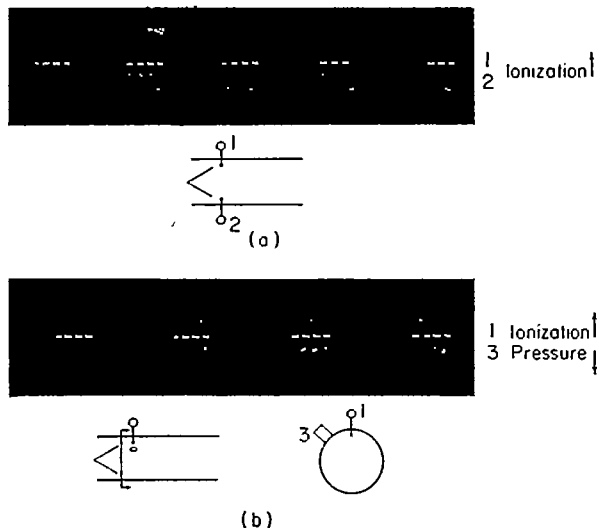 1
2 Ionization
1
2
(a)
1 Ionization
3 Pressure
1
3
(b)